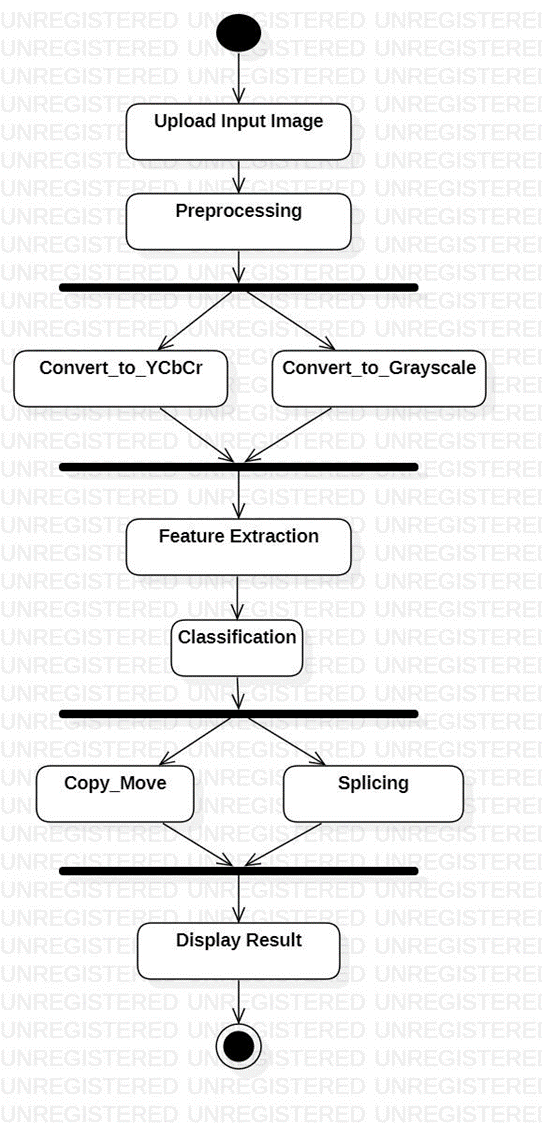 Upload Input Image
Preprocessing
Convert_to_YCbCr
Convert_to_Grayscale
Feature Extraction
Classification
Copy_Move
Splicing
Display Result